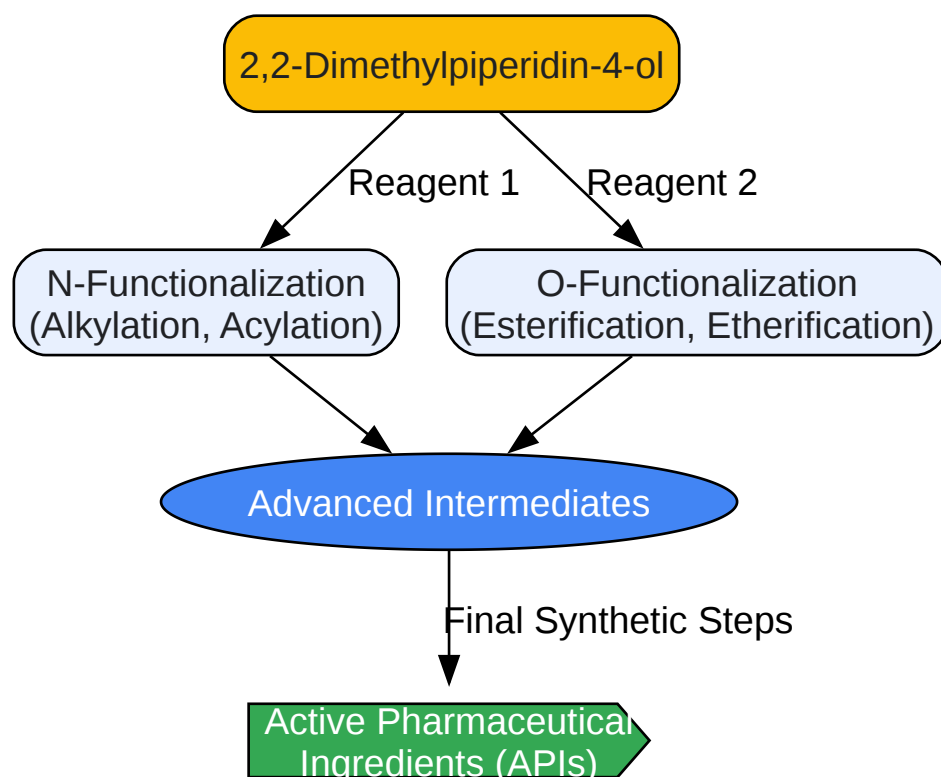 2,2-Dimethylpiperidin-4-ol
Reagent 1
Reagent 2
N-Functionalization
(Alkylation, Acylation)
O-Functionalization
(Esterification, Etherification)
Advanced Intermediates
Final Synthetic Steps
Active Pharmaceutical
Ingredients (APIs)